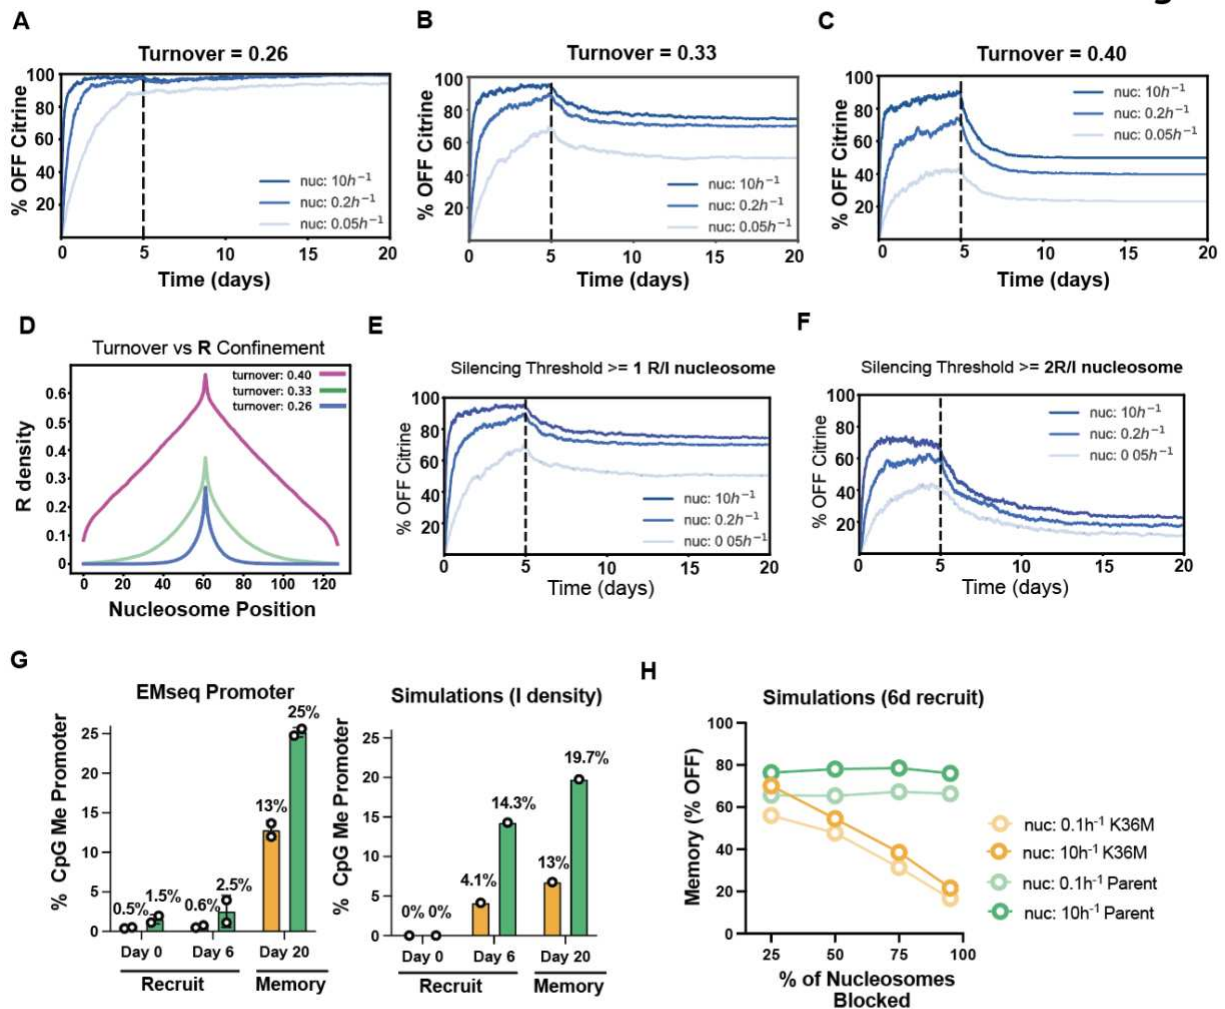 A
Turnover = 0.26
% OFF Citrine
100
80
60
40
20
nuc: 10h⁻¹
nuc: 0.2h⁻¹
nuc: 0.05h⁻¹
0 5 10 15 20
Time (days)
B
Turnover = 0.33
% OFF Citrine
100
80
60
40
20
nuc: 10h⁻¹
nuc: 0.2h⁻¹
nuc: 0.05h⁻¹
0 5 10 15 20
Time (days)
C
Turnover = 0.40
% OFF Citrine
100
80
60
40
20
nuc: 10h⁻¹
nuc: 0.2h⁻¹
nuc: 0.05h⁻¹
0 5 10 15 20
Time (days)
D
Turnover vs R Confinement
R density
turnover: 0.40
turnover: 0.33
turnover: 0.26
0.6
0.5
0.4
0.3
0.2
0.1
0
0 20 40 60 80 100 120
Nucleosome Position
E
Silencing Threshold >= 1 R/I nucleosome
% OFF Citrine
100
80
60
40
20
nuc: 10h⁻¹
nuc: 0.2h⁻¹
nuc: 0 05h⁻¹
0 5 10 15 20
Time (days)
F
Silencing Threshold >= 2R/I nucleosome
% OFF Citrine
100
80
60
40
20
nuc: 10h⁻¹
nuc: 0.2h⁻¹
nuc: 0 05h⁻¹
0 5 10 15 20
Time (days)
G
EMseq Promoter
% CpG Me Promoter
25
20
15
10
5
0
0.5% 1.5%
0.6% 2.5%
13% 25%
Day 0 Day 6 Day 20
Recruit Memory
Simulations (I density)
% CpG Me Promoter
25
20
15
10
5
0
0% 0%
4.1% 14.3%
13% 19.7%
Day 0 Day 6 Day 20
Recruit Memory
H
Simulations (6d recruit)
Memory (% OFF)
100
80
60
40
20
0
25 50 75 100
% of Nucleosomes
Blocked
nuc: 0.1h⁻¹ K36M
nuc: 10h⁻¹ K36M
nuc: 0.1h⁻¹ Parent
nuc: 10h⁻¹ Parent